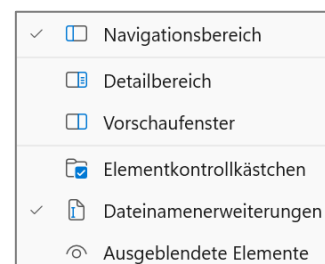 Navigationsbereich
Detailbereich
Vorschaufenster
Elementkontrollkästchen
Dateinamenerweiterungen
Ausgeblendete Elemente